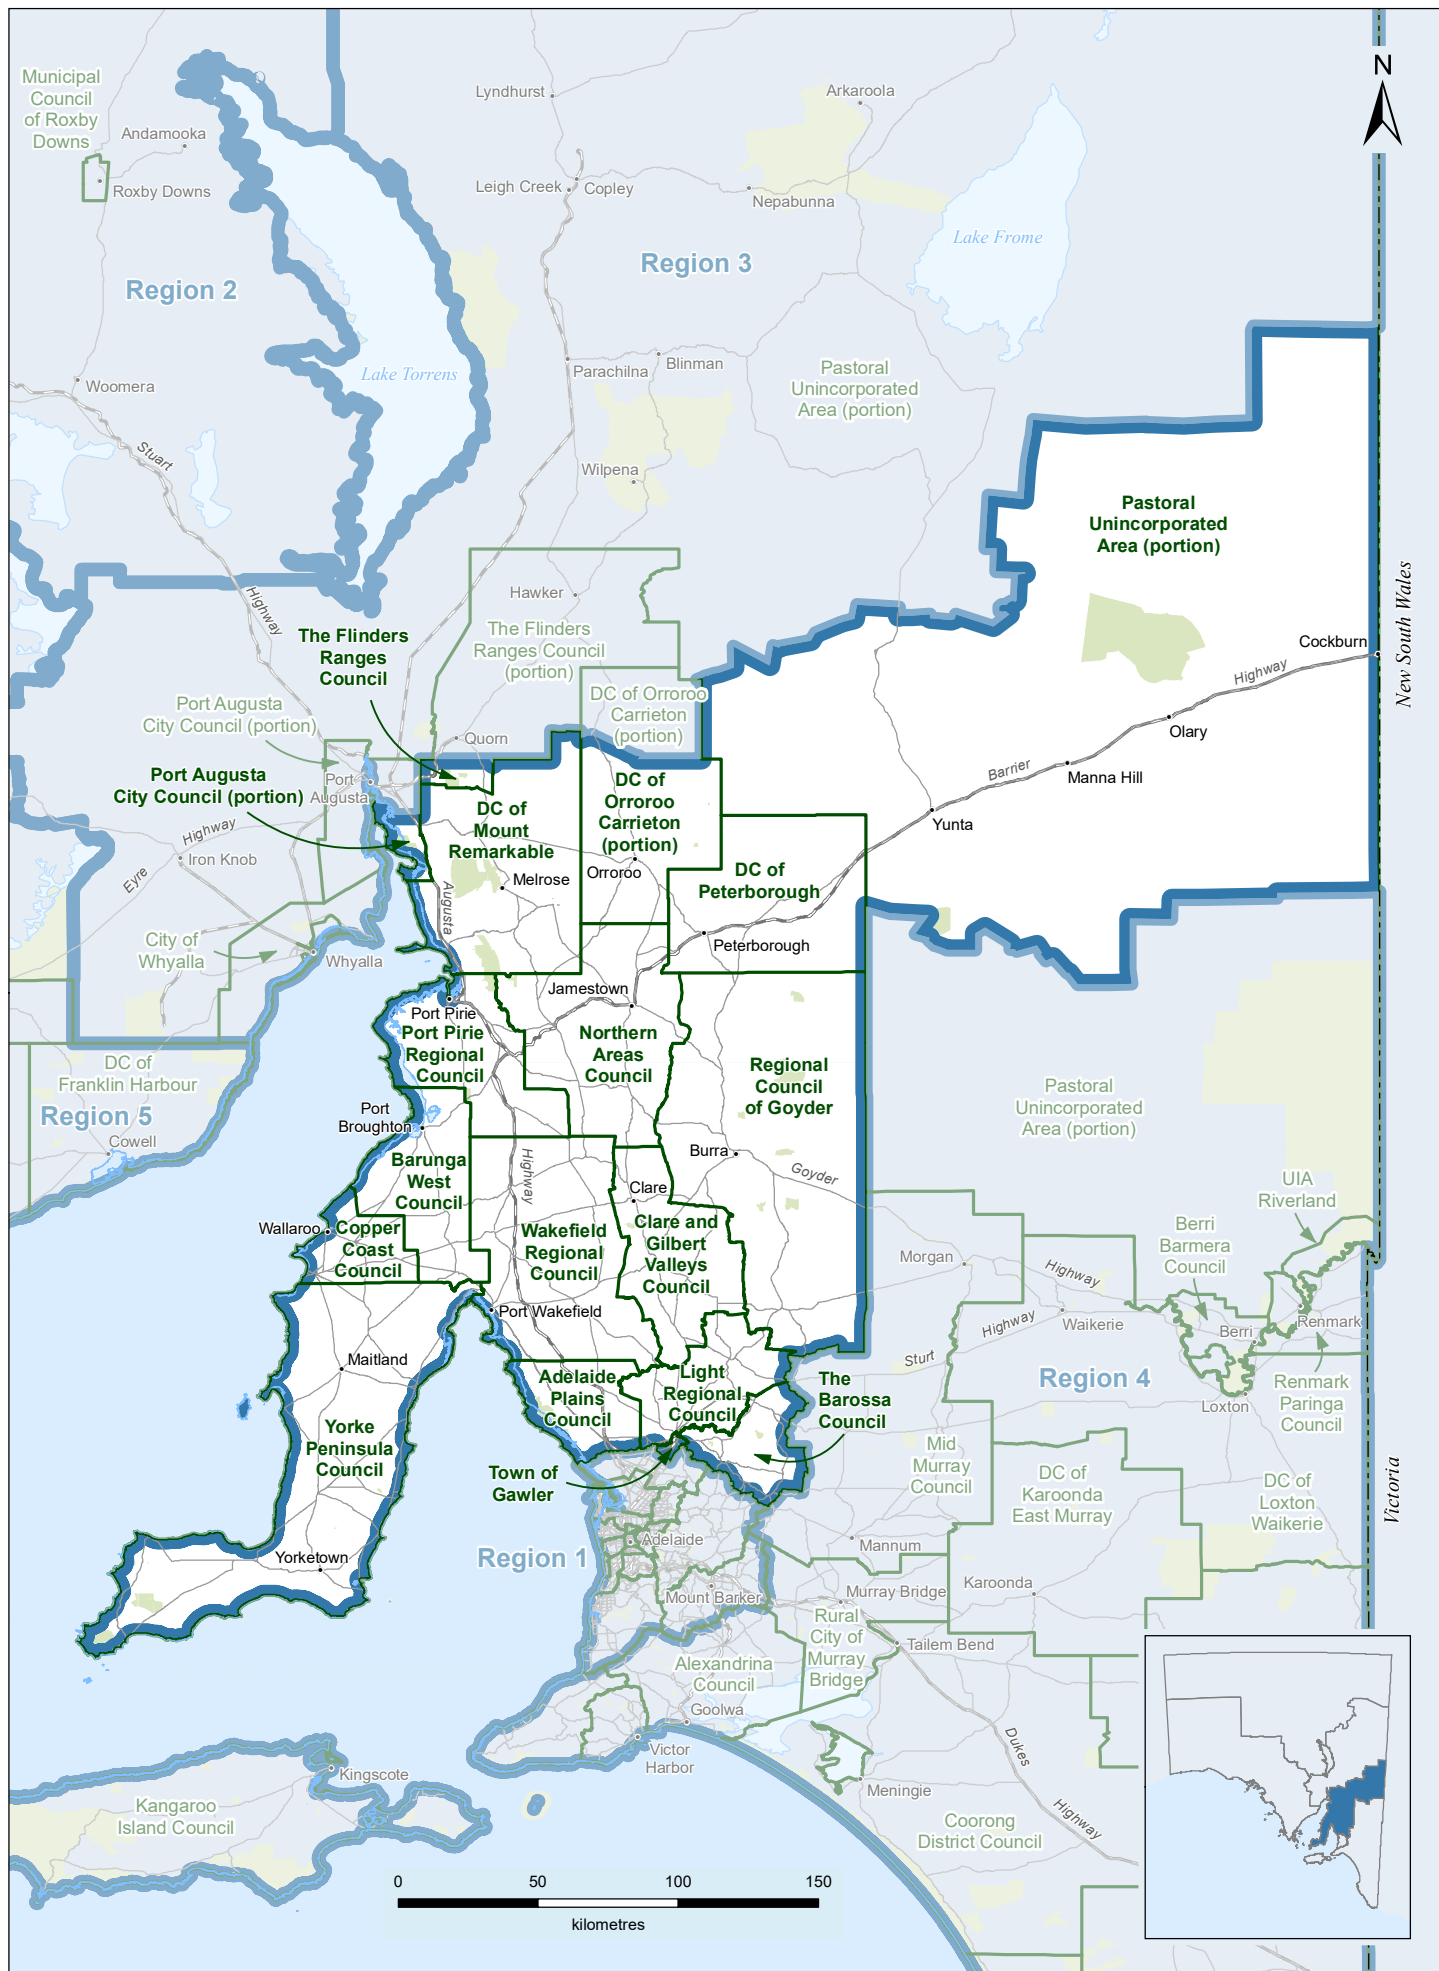 Municipal
Council
of Roxby
Downs
Andamooka
Roxby Downs
Lyndhurst
Arkaroola
N
Leigh Creek
Copley
Nepabunna
Lake Frome
Region 3
Region 2
Lake Torrens
Woomera
Parachilna
Blinman
Pastoral
Unincorporated
Area (portion)
Stuart
Wilpena
Pastoral
Unincorporated
Area (portion)
New South Wales
Highway
Hawker
The Flinders
Ranges Council
(portion)
The Flinders
Ranges
Council
DC of Orroroo
Carrieton
(portion)
Cockburn
Highway
Port Augusta
City Council (portion)
Quorn
Olary
Port Augusta
City Council (portion)
Port
Augusta
Barrier
Manna Hill
DC of
Orroroo
Carrieton
(portion)
DC of
Mount
Remarkable
Yunta
Highway
Eyre
Iron Knob
Melrose
Orroroo
DC of
Peterborough
Augusta
City of
Whyalla
Whyalla
Peterborough
Jamestown
Port Pirie
Port Pirie
Regional
Council
Northern
Areas
Council
Regional
Council
of Goyder
DC of
Franklin Harbour
Region 5
Cowell
Pastoral
Unincorporated
Area (portion)
Port
Broughton
Burra
Goyder
Highway
Barunga
West
Council
Clare
UIA
Riverland
Wallaroo
Copper
Coast
Council
Wakefield
Regional
Council
Clare and
Gilbert
Valleys
Council
Berri
Barmera
Council
Morgan
Highway
Port Wakefield
Highway
Waikerie
Berri
Renmark
Sturt
Maitland
Adelaide
Plains
Council
Light
Regional
Council
The
Barossa
Council
Region 4
Loxton
Renmark
Paringa
Council
Yorke
Peninsula
Council
Mid
Murray
Council
Town of
Gawler
DC of
Karoonda
East Murray
DC of
Loxton
Waikerie
Victoria
Adelaide
Mannum
Yorketown
Region 1
Mount Barker
Murray Bridge
Karoonda
Rural
City of
Murray
Bridge
Tailem Bend
Alexandrina
Council
Goolwa
Victor
Harbor
Dukes
Kingscote
Meningie
Highway
Kangaroo
Island Council
Coorong
District Council
0 50 100 150
kilometres